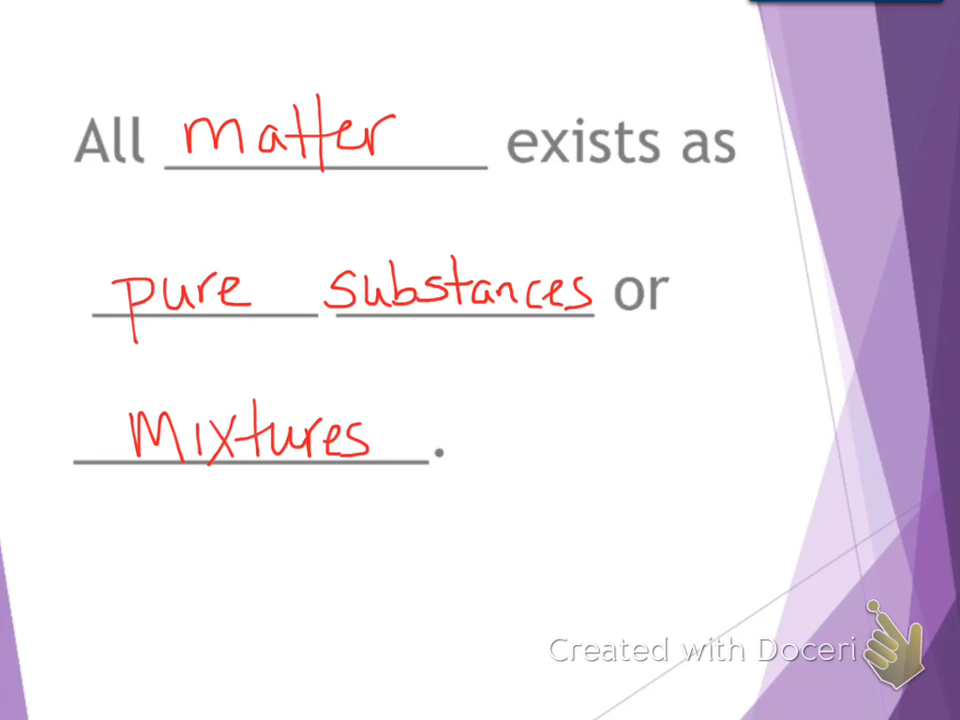 All matter exists as
pure substances or
Mixtures.
Created with Doceri